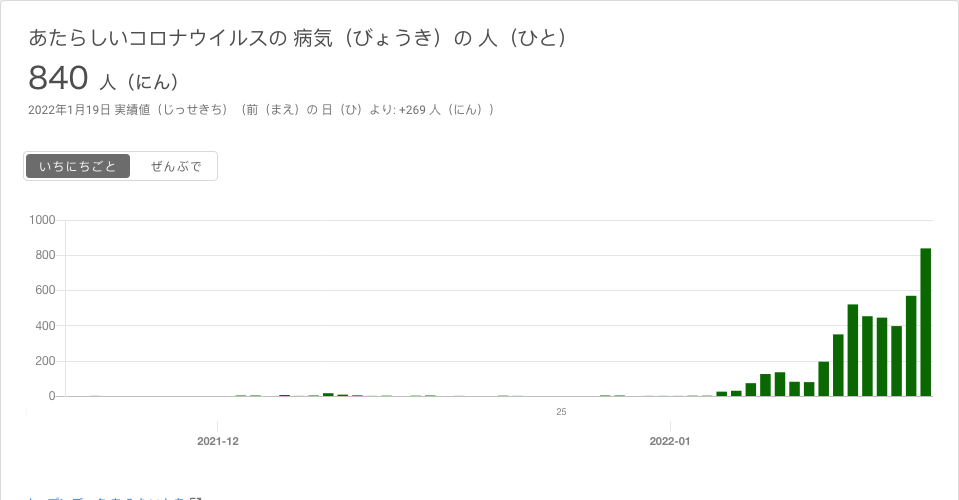 あたらしいコロナウイルスの 病気（びょうき）の 人（ひと）
840 人（にん）
2022年1月19日 実績値（じっせきち）（前（まえ）の 日（ひ）より: +269 人（にん））
いちにちごと ぜんぶで
1000
800
600
400
200
0
25
2021-12 2022-01